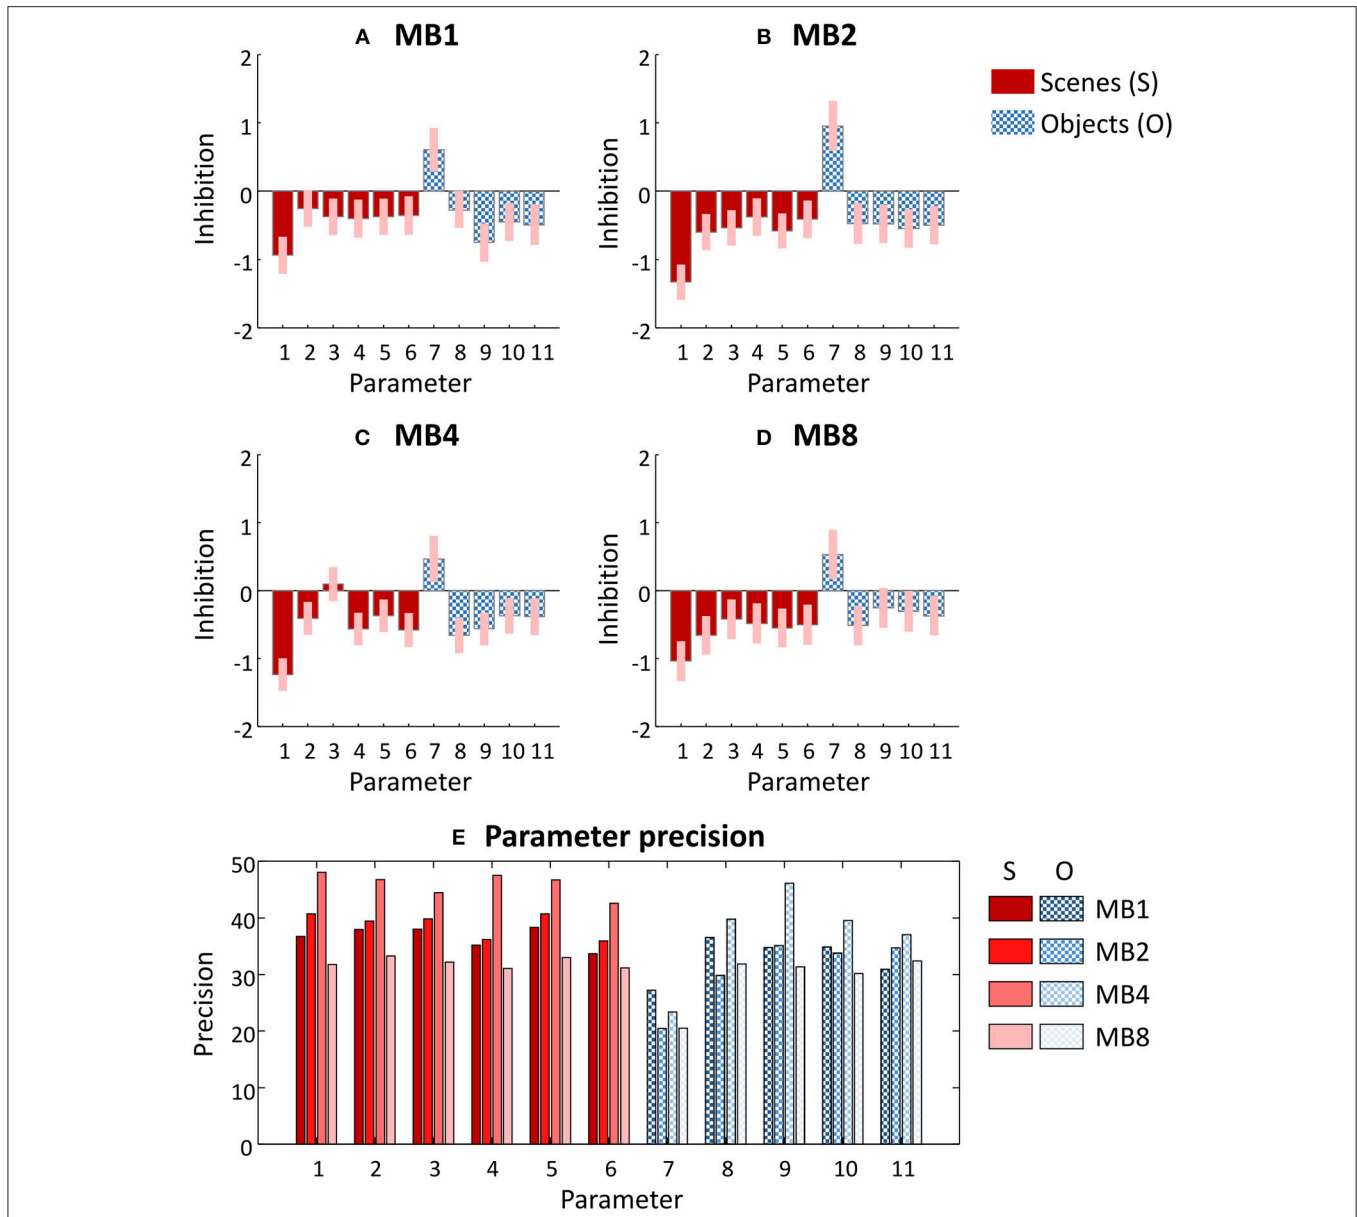 A MB1
2
1
0
-1
-2
Inhibition
1 2 3 4 5 6 7 8 9 10 11
Parameter
B MB2
2
1
0
-1
-2
Inhibition
1 2 3 4 5 6 7 8 9 10 11
Parameter
Scenes (S)
Objects (O)
C MB4
2
1
0
-1
-2
Inhibition
1 2 3 4 5 6 7 8 9 10 11
Parameter
D MB8
2
1
0
-1
-2
Inhibition
1 2 3 4 5 6 7 8 9 10 11
Parameter
E Parameter precision
50
40
30
20
10
0
Precision
1 2 3 4 5 6 7 8 9 10 11
Parameter
S O
MB1
MB2
MB4
MB8